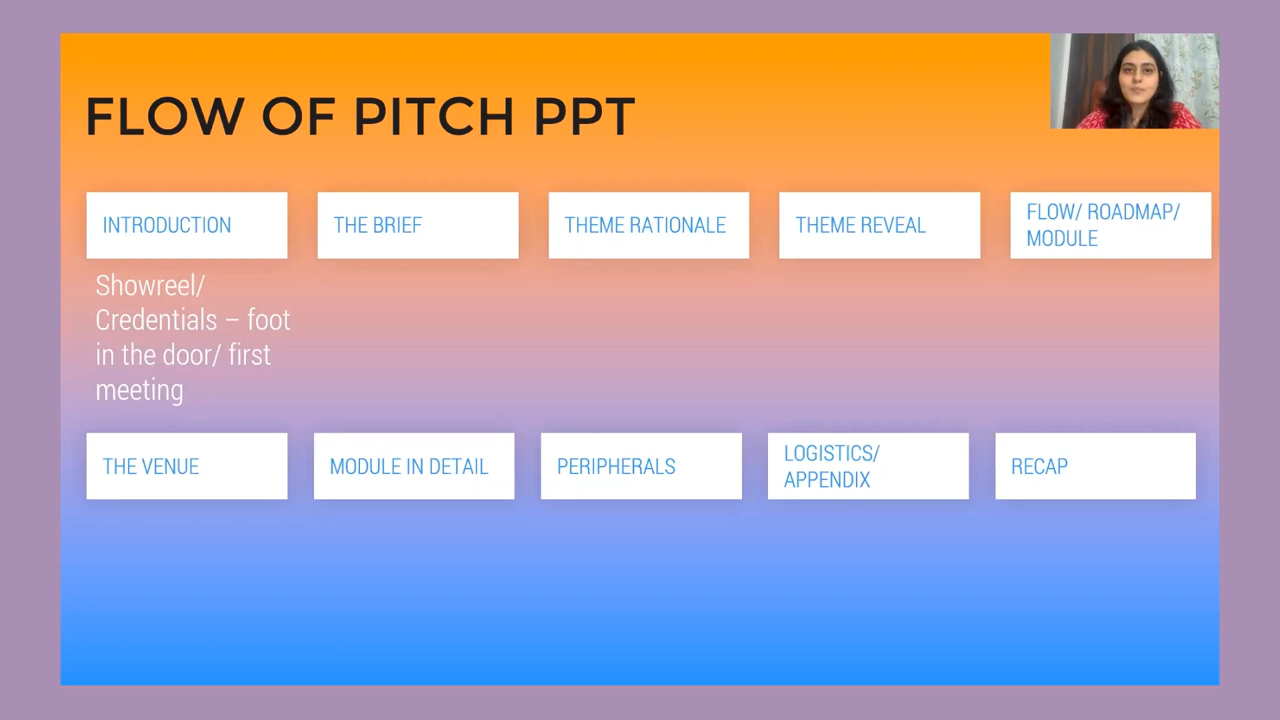 FLOW OF PITCH PPT
INTRODUCTION
THE BRIEF
THEME RATIONALE
THEME REVEAL
FLOW/ ROADMAP/
MODULE
Showreel/
Credentials – foot
in the door/ first
meeting
THE VENUE
MODULE IN DETAIL
PERIPHERALS
LOGISTICS/
APPENDIX
RECAP